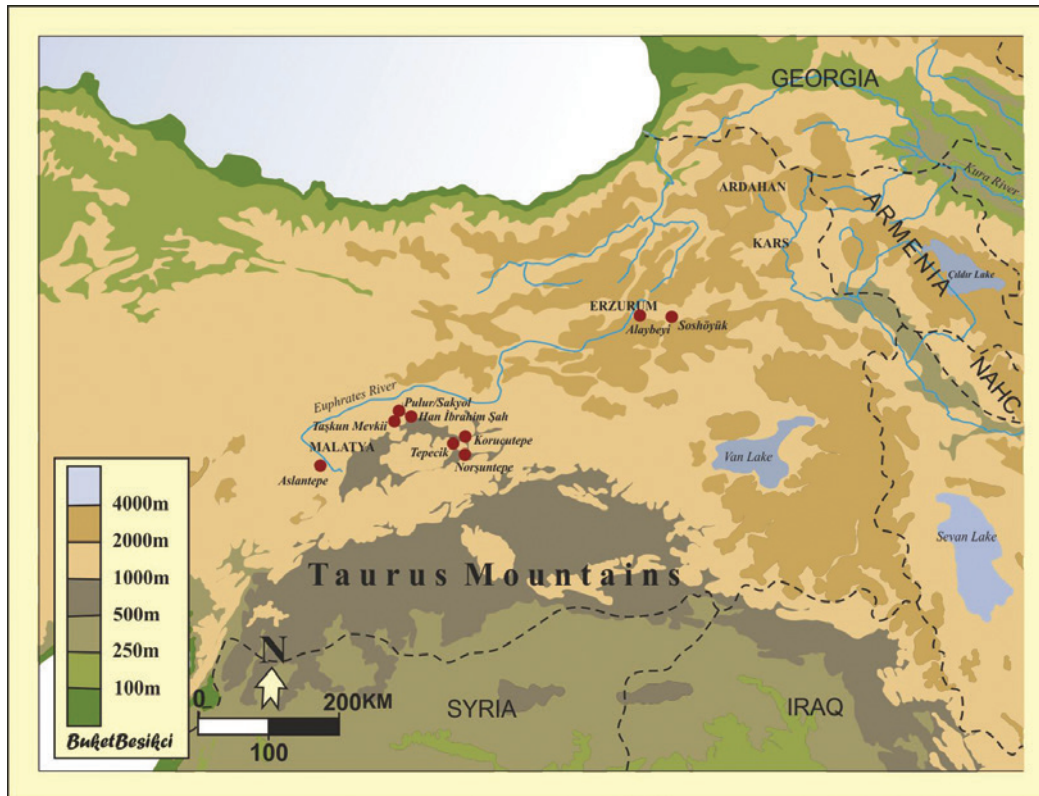 GEORGIA
Kura River
ARDAHAN
ARMENIA
KARS
Çıldır Lake
ERZURUM
Alaybeyi
Soshöyük
NAHC.
Euphrates River
Pulur/Sakyol
Taşkun Mevkii
Han İbrahim Şah
MALATYA
Korucutepe
Tepecik
Norşuntepe
Aslantepe
Van Lake
Sevan Lake
Taurus Mountains
4000m
2000m
1000m
500m
250m
100m
BuketBesikci
N
0
200KM
100
SYRIA
IRAQ